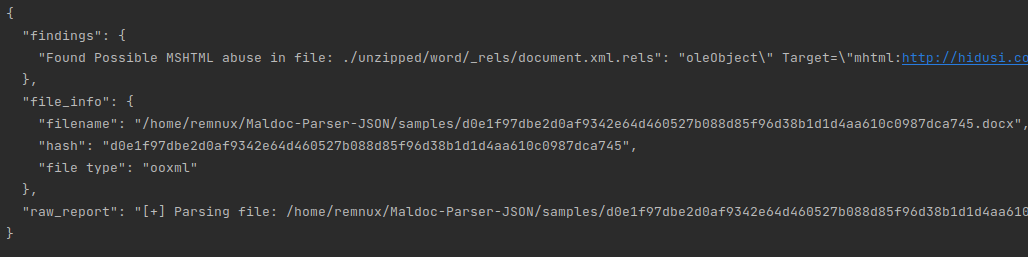 {
"findings": {
"Found Possible MSHTML abuse in file: ./unzipped/word/_rels/document.xml.rels": "oleObject\" Target=\"mhtml:http://hidusi.co
},
"file_info": {
"filename": "/home/remnux/Maldoc-Parser-JSON/samples/d0e1f97dbe2d0af9342e64d460527b088d85f96d38b1d1d4aa610c0987dca745.docx",
"hash": "d0e1f97dbe2d0af9342e64d460527b088d85f96d38b1d1d4aa610c0987dca745",
"file type": "ooxml"
},
"raw_report": "[+] Parsing file: /home/remnux/Maldoc-Parser-JSON/samples/d0e1f97dbe2d0af9342e64d460527b088d85f96d38b1d1d4aa610
}